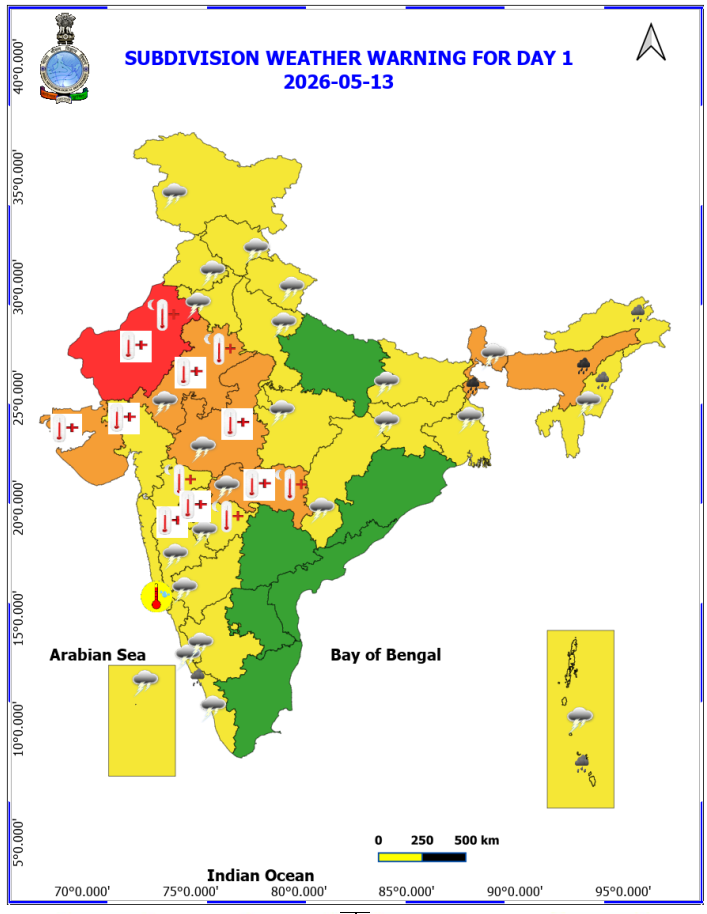 SUBDIVISION WEATHER WARNING FOR DAY 1
2026-05-13
40°0.000'
35°0.000'
30°0.000'
25°0.000'
20°0.000'
15°0.000'
10°0.000'
5°0.000'
Arabian Sea
Bay of Bengal
0 250 500 km
Indian Ocean
70°0.000' 75°0.000' 80°0.000' 85°0.000' 90°0.000' 95°0.000'